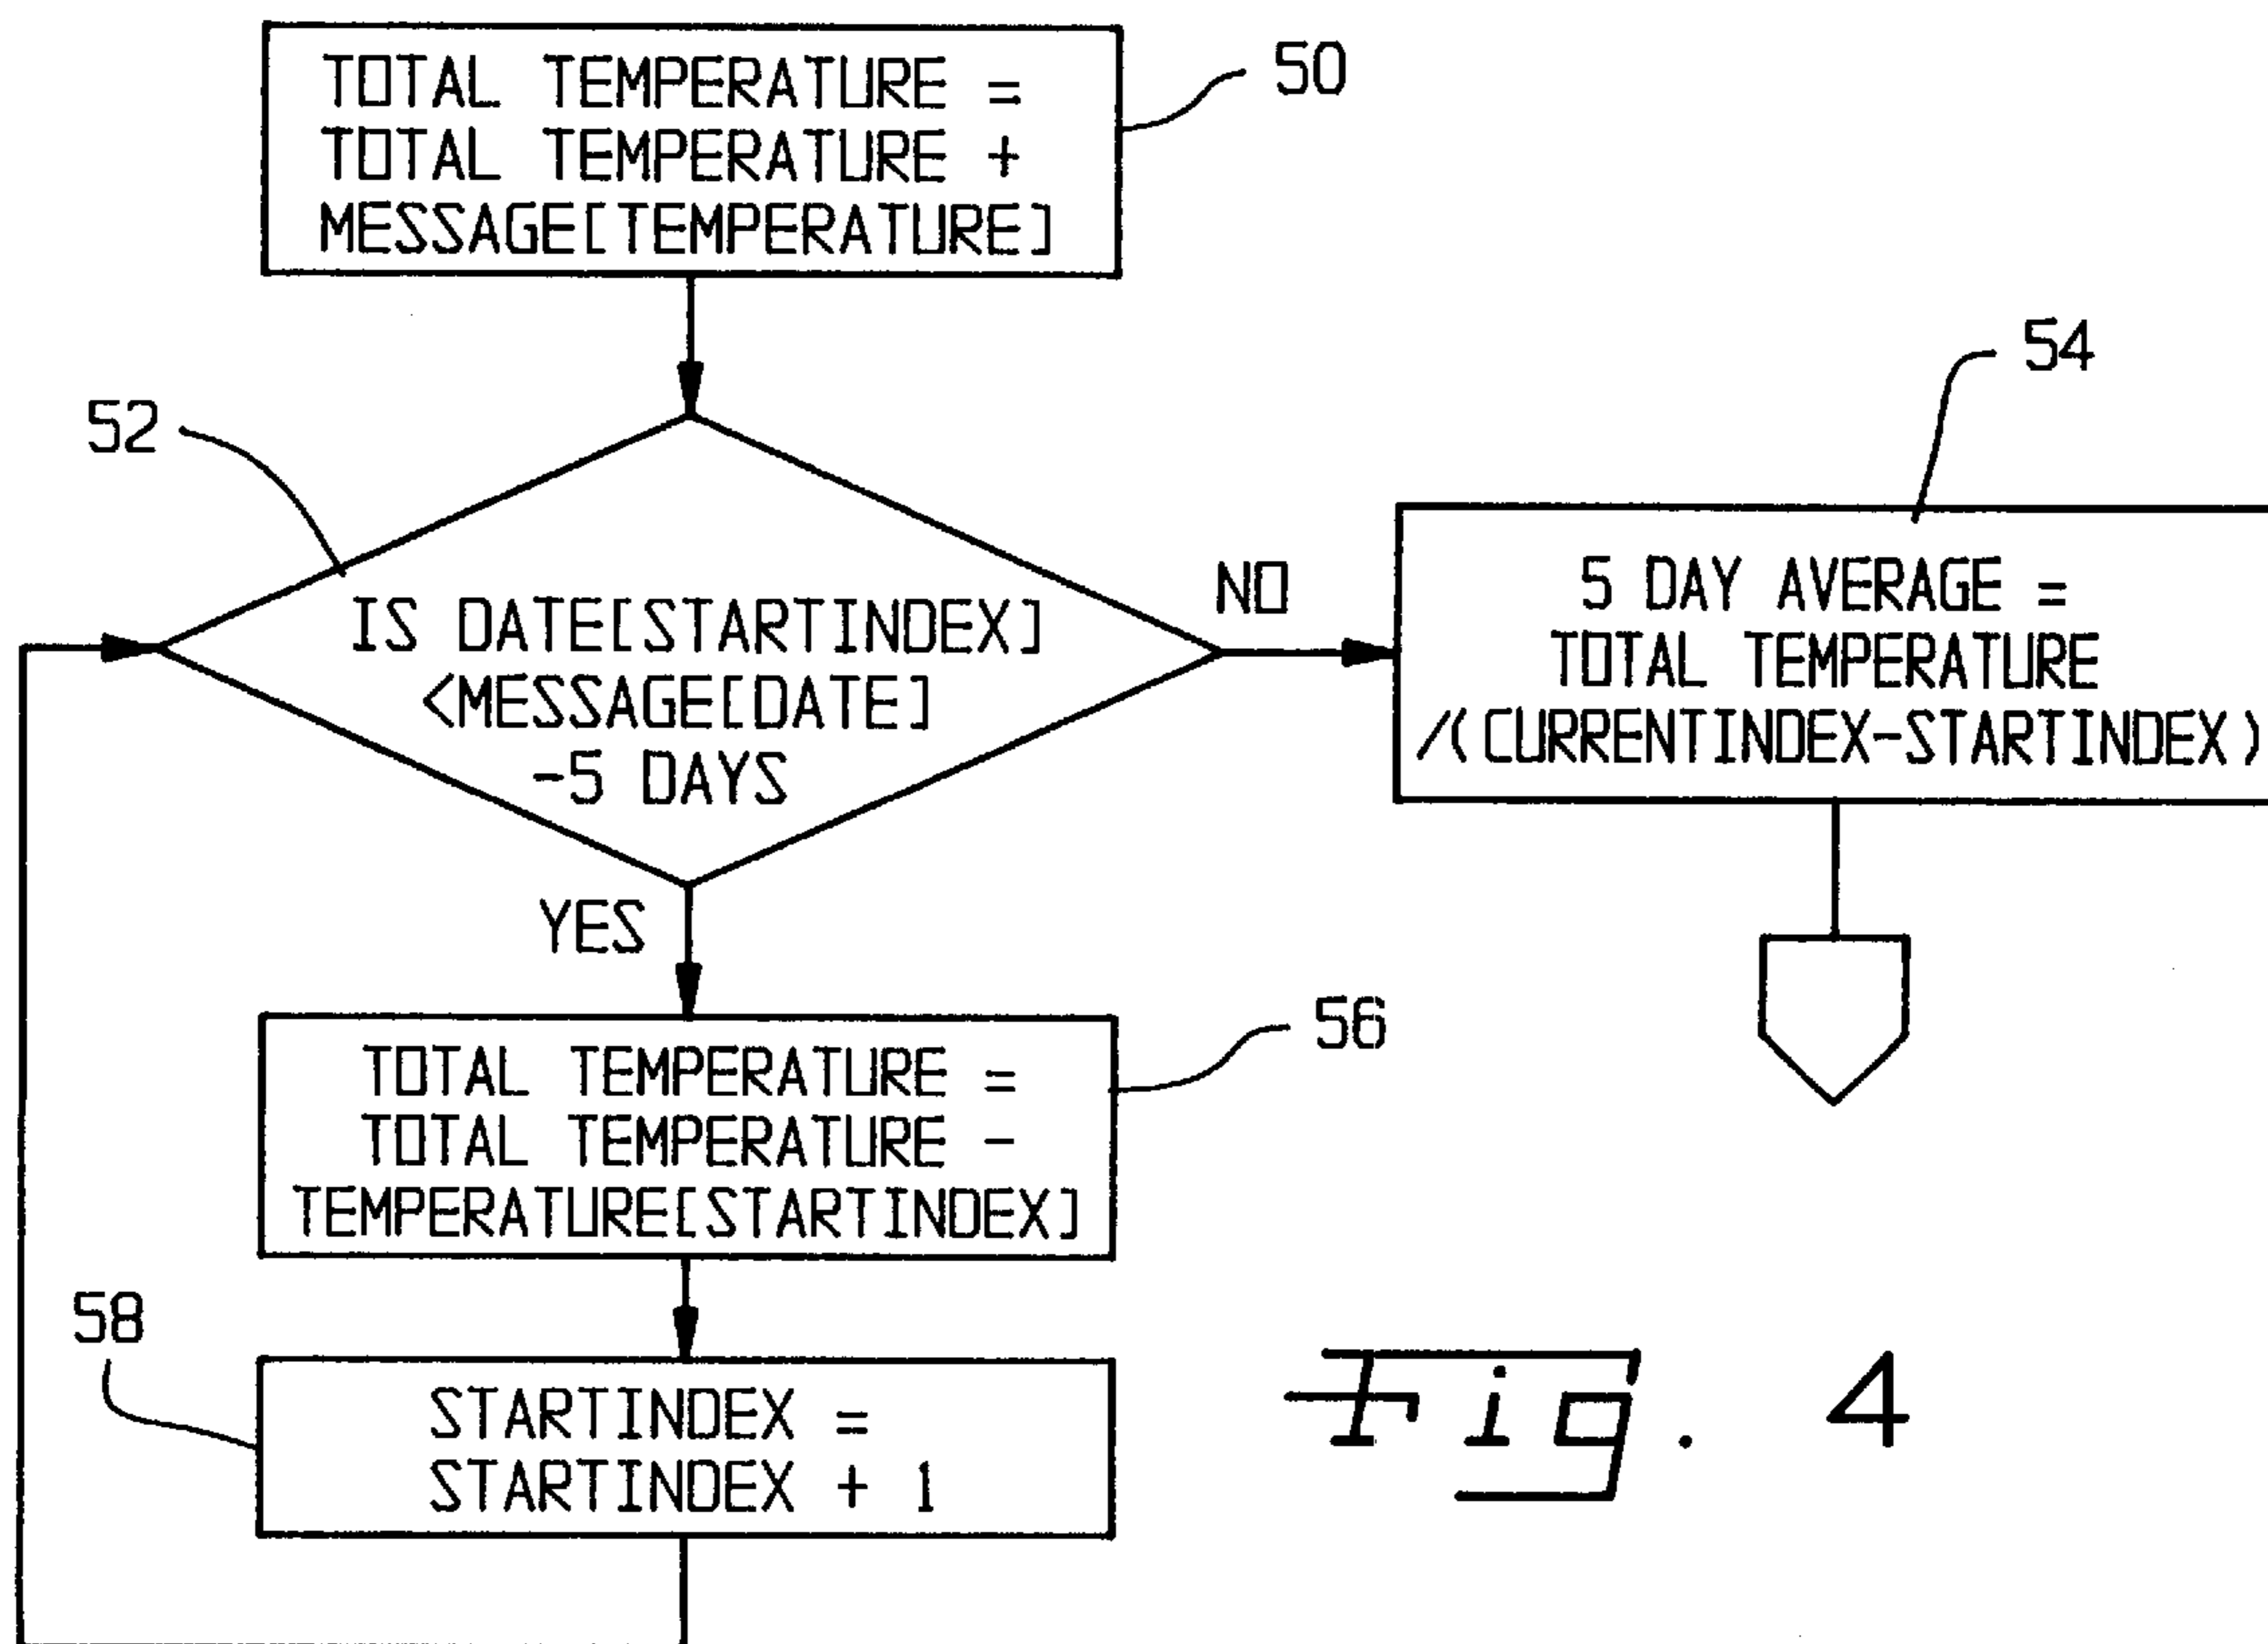 TOTAL TEMPERATURE =
TOTAL TEMPERATURE +
MESSAGE[TEMPERATURE]
50
52
IS DATE[STARTINDEX]
<MESSAGE[DATE]
-5 DAYS
NO
54
5 DAY AVERAGE =
TOTAL TEMPERATURE
/(CURRENTINDEX-STARTINDEX)
YES
56
TOTAL TEMPERATURE =
TOTAL TEMPERATURE -
TEMPERATURE[STARTINDEX]
58
STARTINDEX =
STARTINDEX + 1
Fig. 4